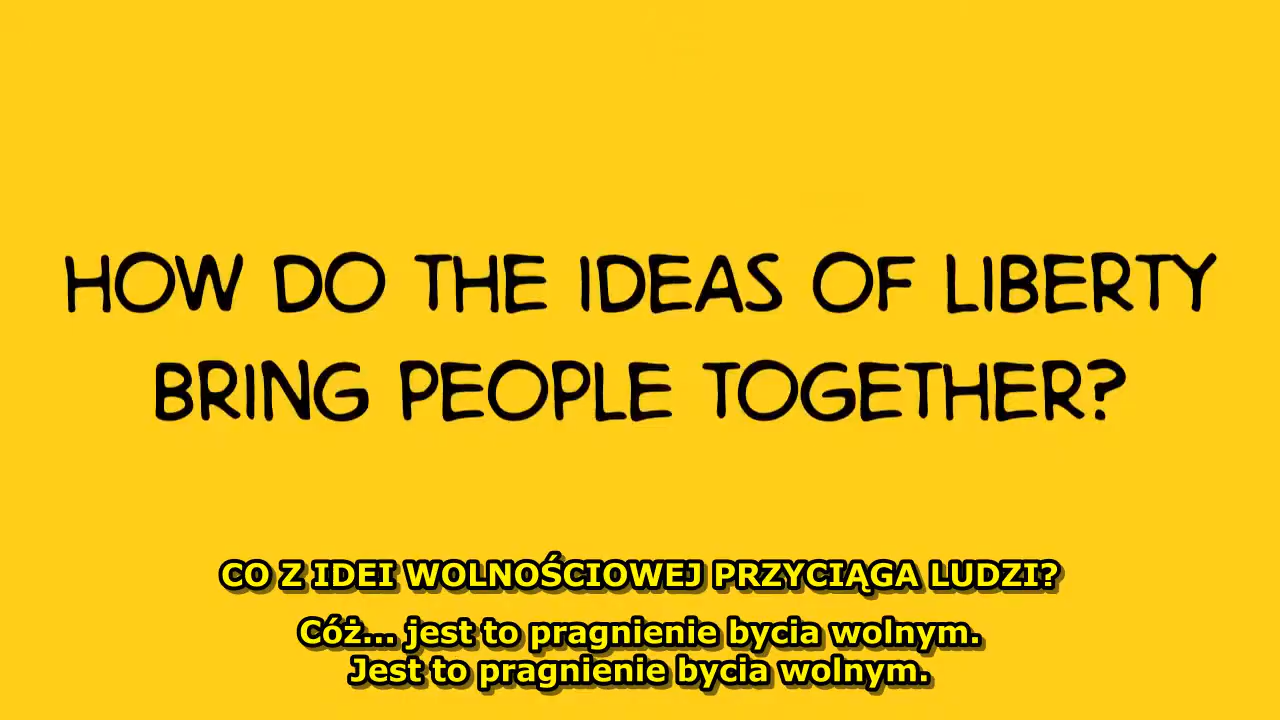 HOW DO THE IDEAS OF LIBERTY
BRING PEOPLE TOGETHER?
CO Z IDEI WOLNOŚCIOWEJ PRZYCIĄGA LUDZI?
Cóż... jest to pragnienie bycia wolnym.
Jest to pragnienie bycia wolnym.